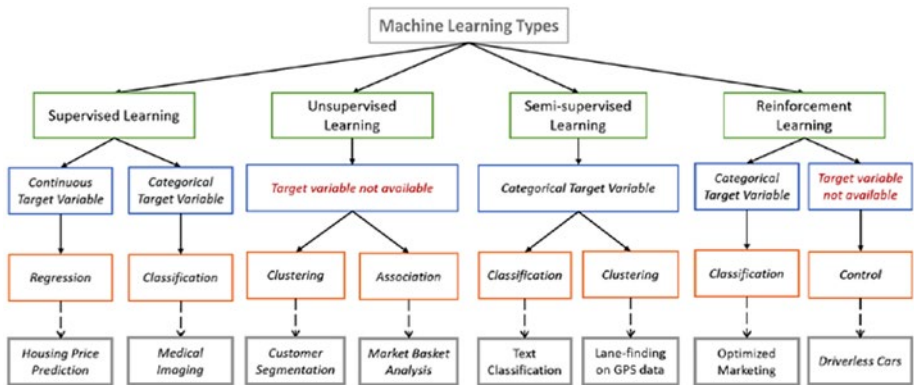 Machine Learning Types
Supervised Learning
Unsupervised
Learning
Semi-supervised
Learning
Reinforcement
Learning
Continuous
Target Variable
Categorical
Target Variable
Target variable not available
Categorical Target Variable
Categorical
Target Variable
Target variable
not available
Regression
Classification
Clustering
Association
Classification
Clustering
Classification
Control
Housing Price
Prediction
Medical
Imaging
Customer
Segmentation
Market Basket
Analysis
Text
Classification
Lane-finding
on GPS data
Optimized
Marketing
Driverless Cars